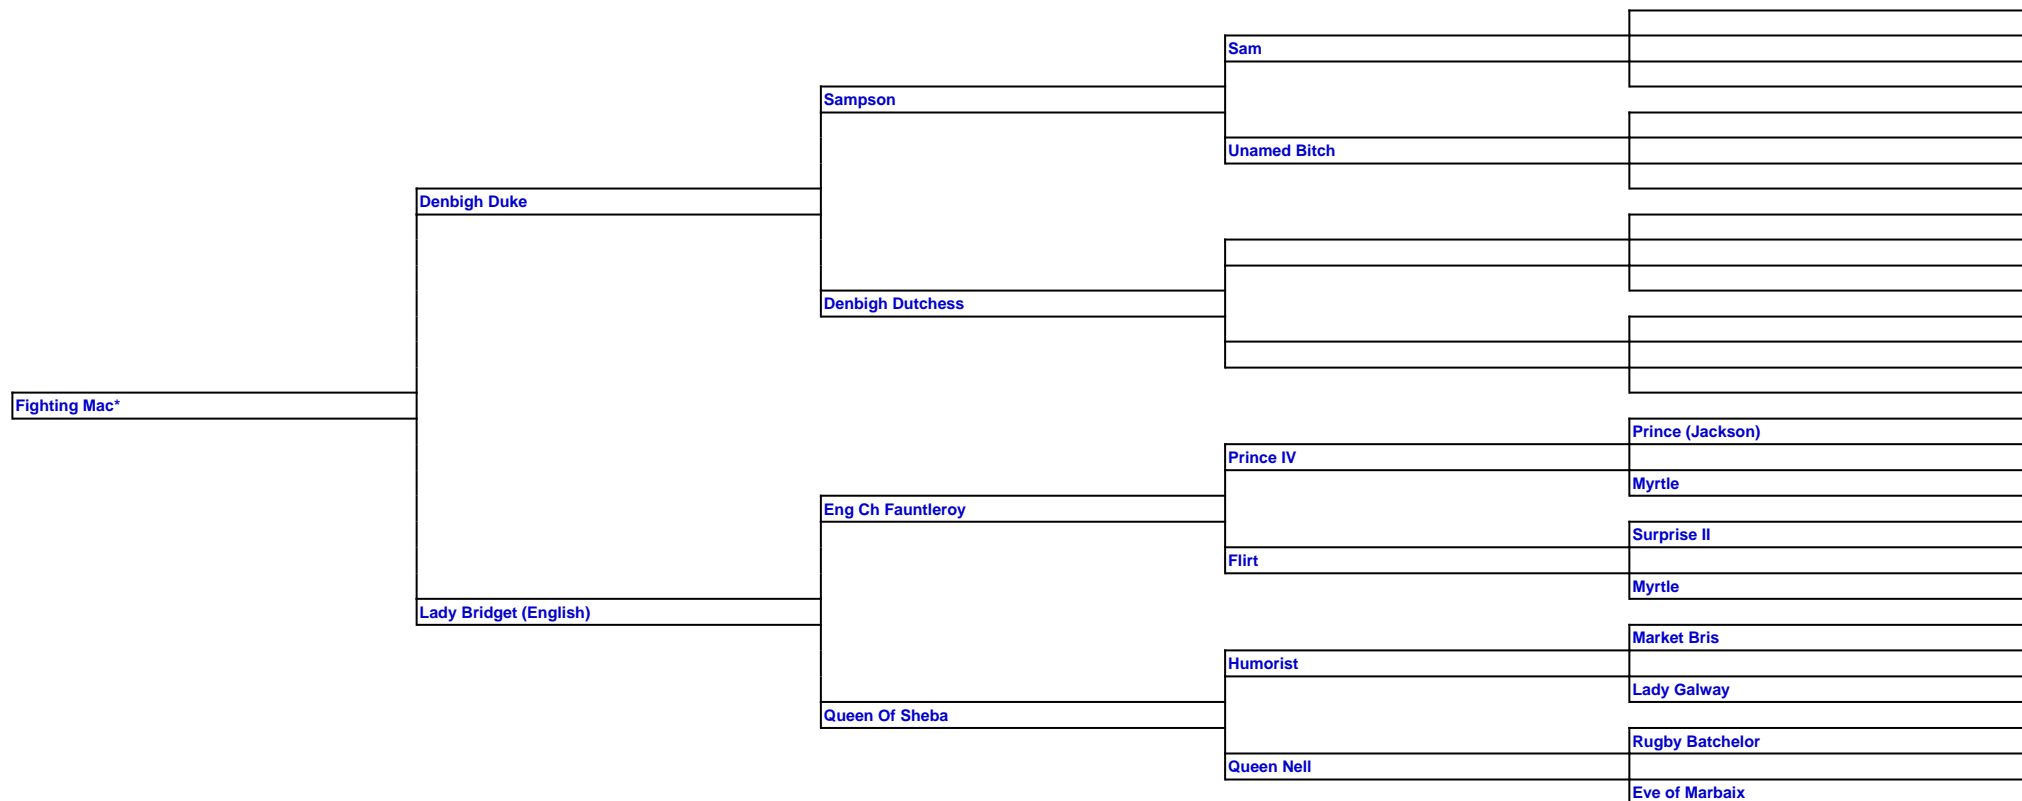 Sam
Sampson
Unamed Bitch
Denbigh Duke
Denbigh Dutchess
Fighting Mac*
Prince (Jackson)
Prince IV
Myrtle
Eng Ch Fauntleroy
Surprise II
Flirt
Myrtle
Lady Bridget (English)
Market Bris
Humorist
Lady Galway
Queen Of Sheba
Rugby Batchelor
Queen Nell
Eve of Marbaix